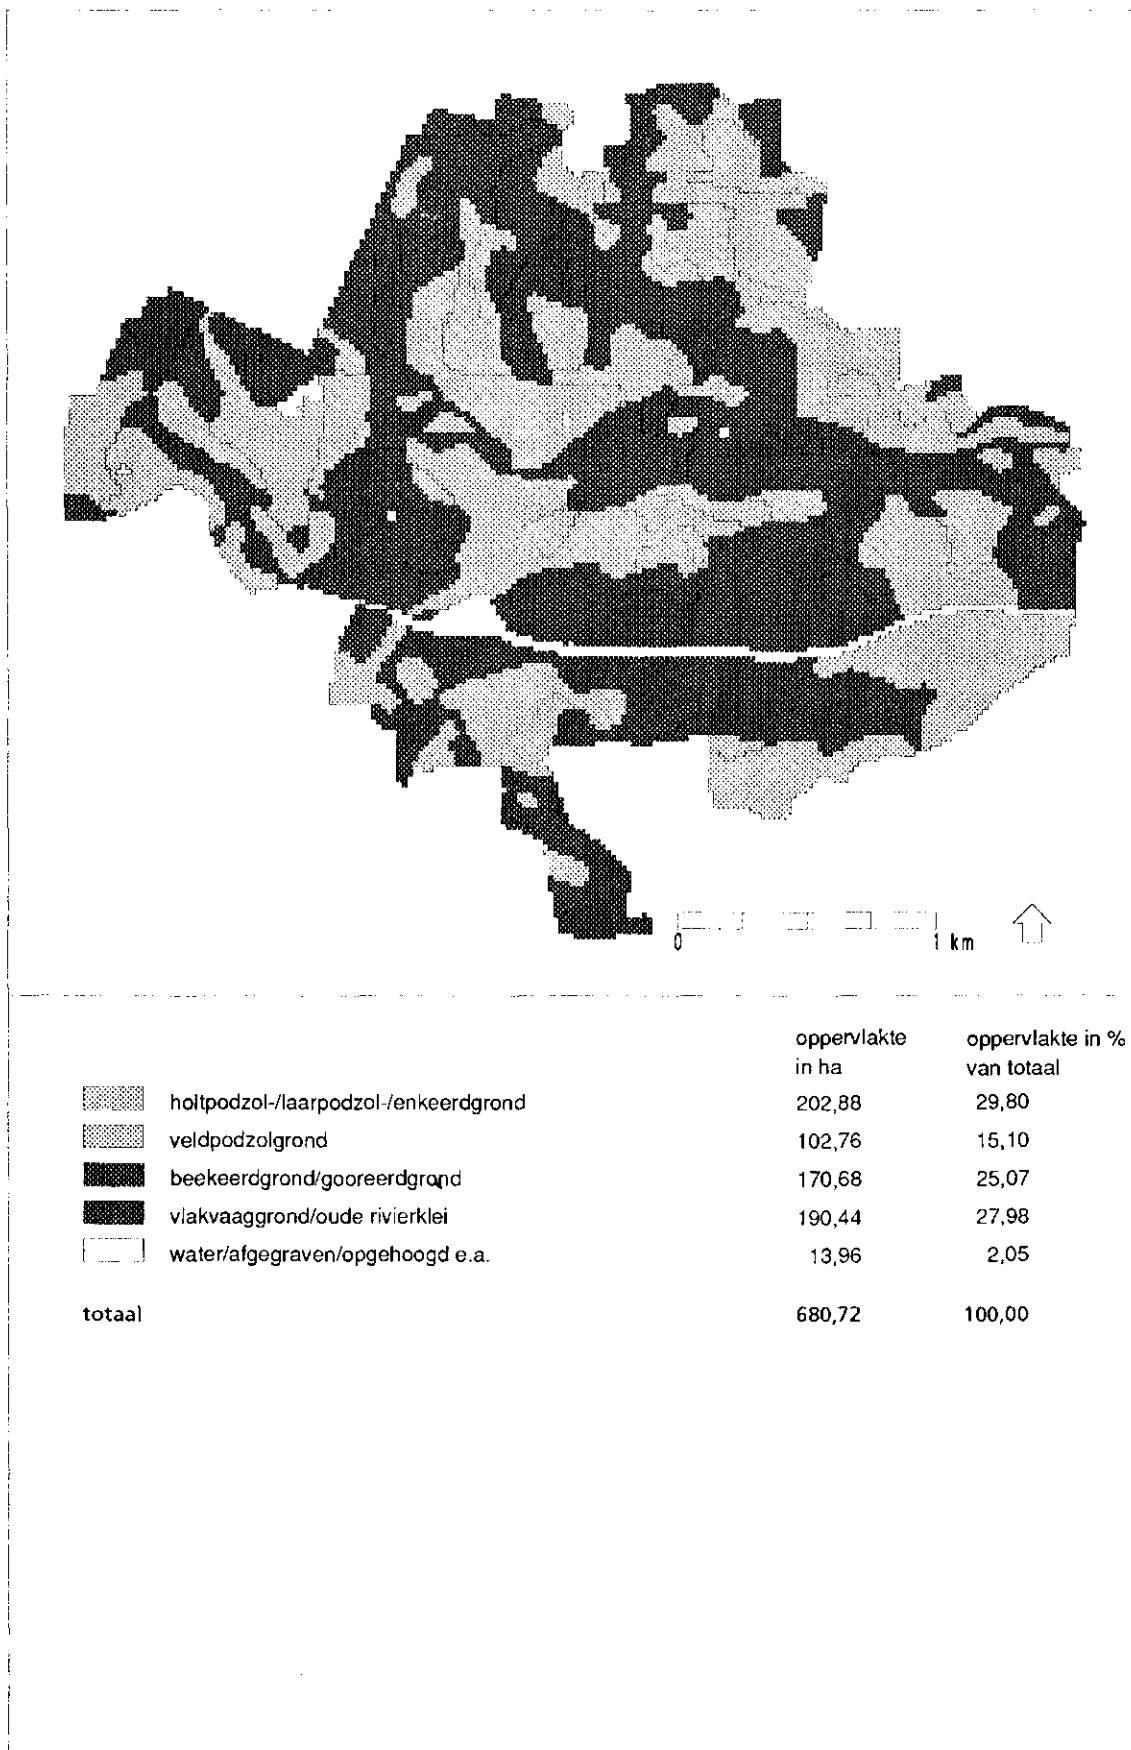 0 1 km
oppervlakte oppervlakte in %
in ha van totaal
holtpodzol-/laarpodzol-/enkeerdgrond 202,88 29,80
veldpodzolgrond 102,76 15,10
beekeerdgrond/gooreerdgrond 170,68 25,07
vlakvaaggrond/oude rivierklei 190,44 27,98
water/afgegraven/opgehoogd e.a. 13,96 2,05
totaal 680,72 100,00